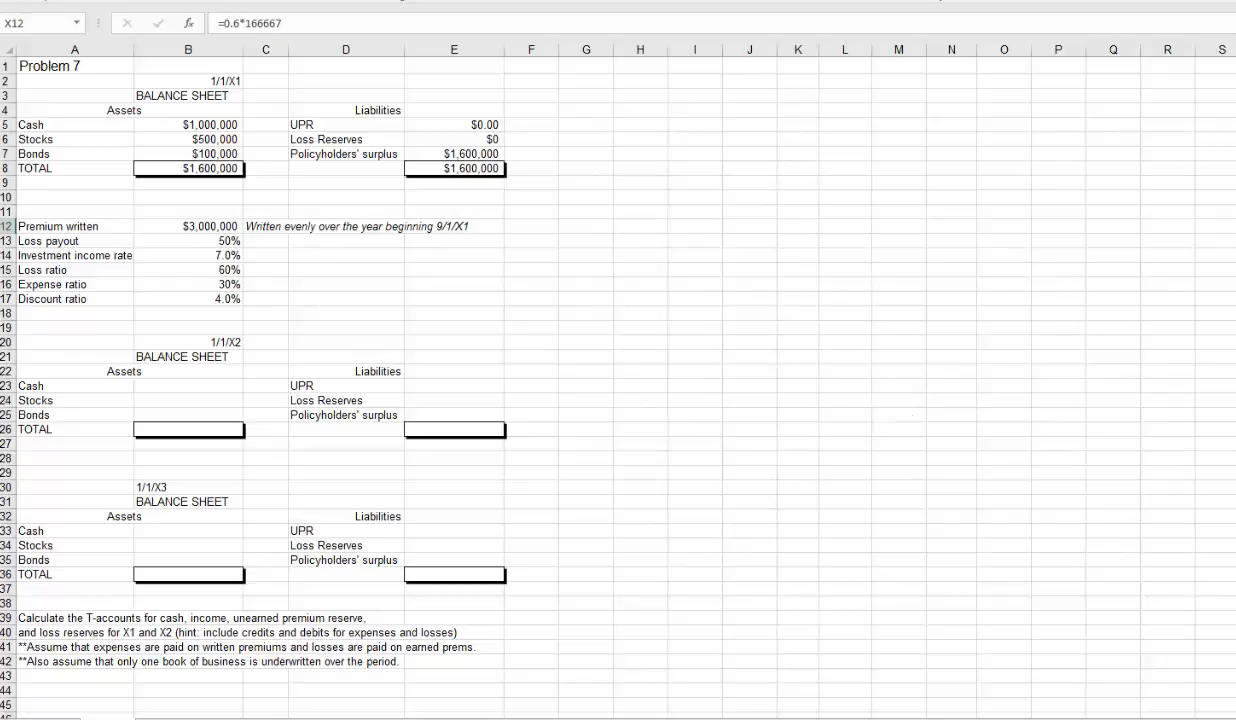 X12 fx =0.6*166667
A B C D E F G H I J K L M N O P Q R S
1 Problem 7
2 1/1/X1
3 BALANCE SHEET
4 Assets Liabilities
5 Cash $1,000,000 UPR $0.00
6 Stocks $500,000 Loss Reserves $0
7 Bonds $100,000 Policyholders' surplus $1,600,000
8 TOTAL $1,600,000 $1,600,000
9
10
11
12 Premium written $3,000,000 Written evenly over the year beginning 9/1/X1
13 Loss payout 50%
14 Investment income rate 7.0%
15 Loss ratio 60%
16 Expense ratio 30%
17 Discount ratio 4.0%
18
19
20 1/1/X2
21 BALANCE SHEET
22 Assets Liabilities
23 Cash UPR
24 Stocks Loss Reserves
25 Bonds Policyholders' surplus
26 TOTAL
27
28
29
30 1/1/X3
31 BALANCE SHEET
32 Assets Liabilities
33 Cash UPR
34 Stocks Loss Reserves
35 Bonds Policyholders' surplus
36 TOTAL
37
38
39 Calculate the T-accounts for cash, income, unearned premium reserve,
40 and loss reserves for X1 and X2 (hint: include credits and debits for expenses and losses)
41 **Assume that expenses are paid on written premiums and losses are paid on earned prems.
42 **Also assume that only one book of business is underwritten over the period.
43
44
45